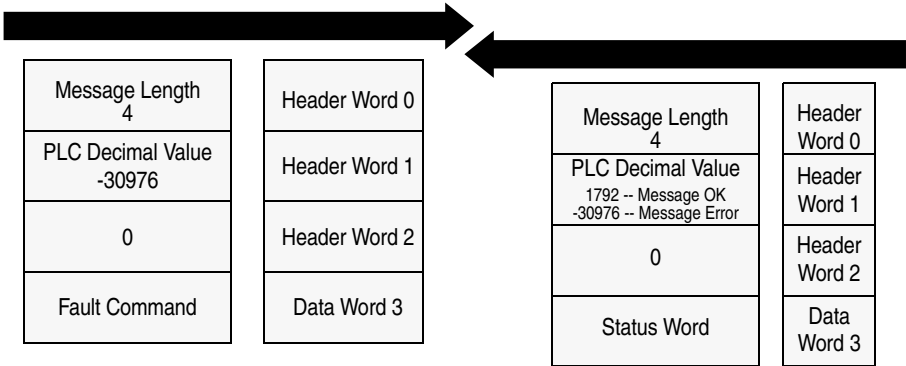 Message Length
4
Header Word 0
PLC Decimal Value
-30976
Header Word 1
0
Header Word 2
Fault Command
Data Word 3
Message Length
4
Header
Word 0
PLC Decimal Value
1792 -- Message OK
-30976 -- Message Error
Header
Word 1
0
Header
Word 2
Status Word
Data
Word 3